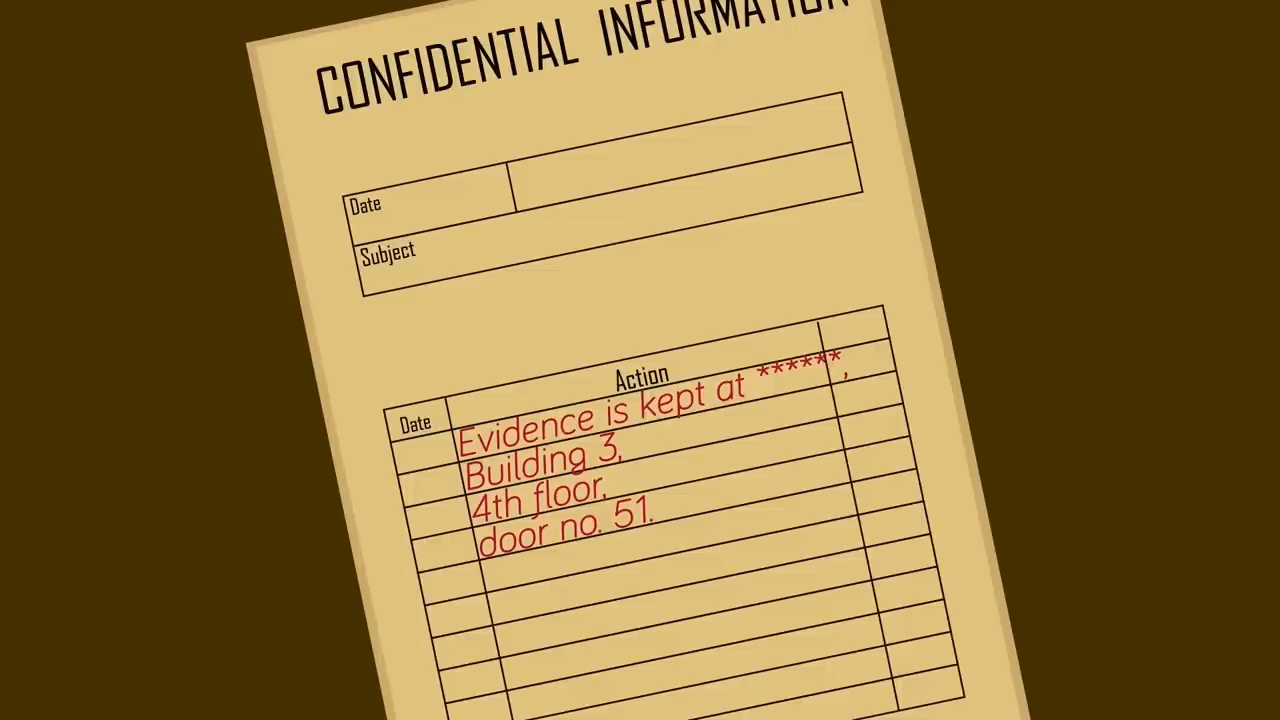 CONFIDENTIAL INFORMATION
Date
Subject
Date Action
Evidence is kept at ******,
Building 3,
4th floor,
door no. 51.